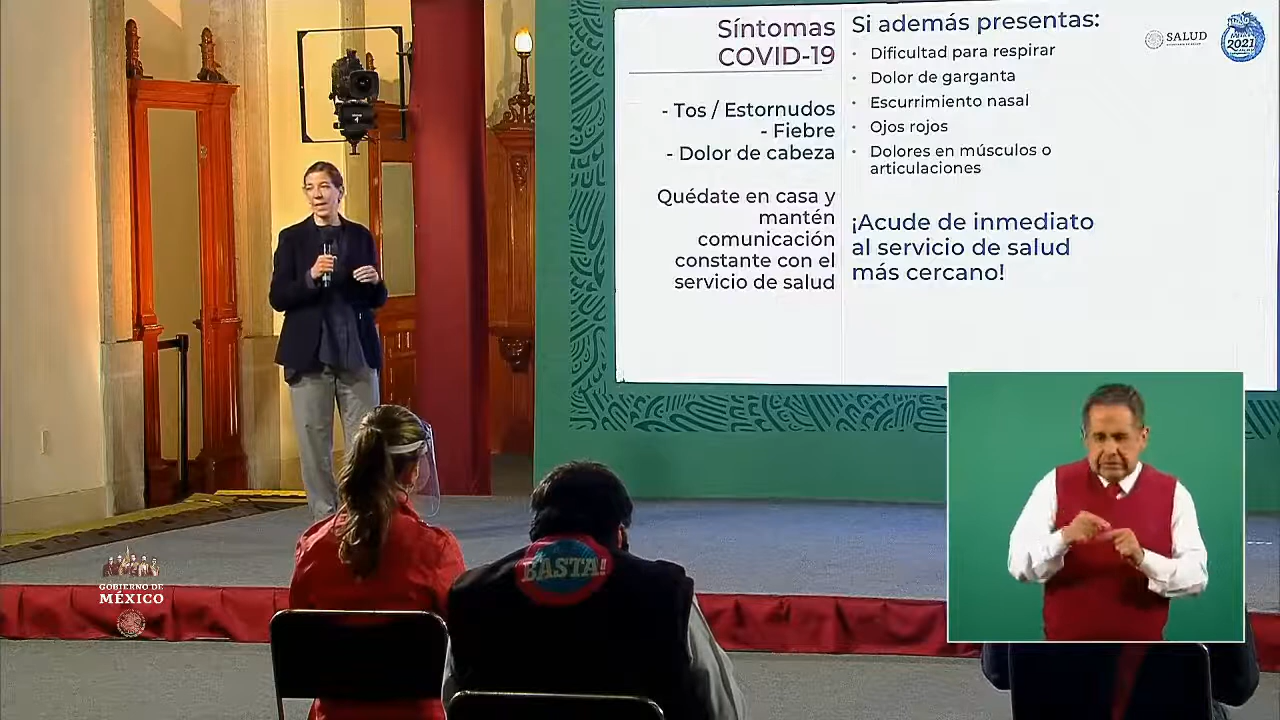 Síntomas
COVID-19
- Tos / Estornudos
- Fiebre
- Dolor de cabeza
Quédate en casa y
mantén
comunicación
constante con el
servicio de salud
Si además presentas:
• Dificultad para respirar
• Dolor de garganta
• Escurrimiento nasal
• Ojos rojos
• Dolores en músculos o
articulaciones
¡Acude de inmediato
al servicio de salud
más cercano!
SALUD
2021
BASTA!
GOBIERNO DE
MÉXICO